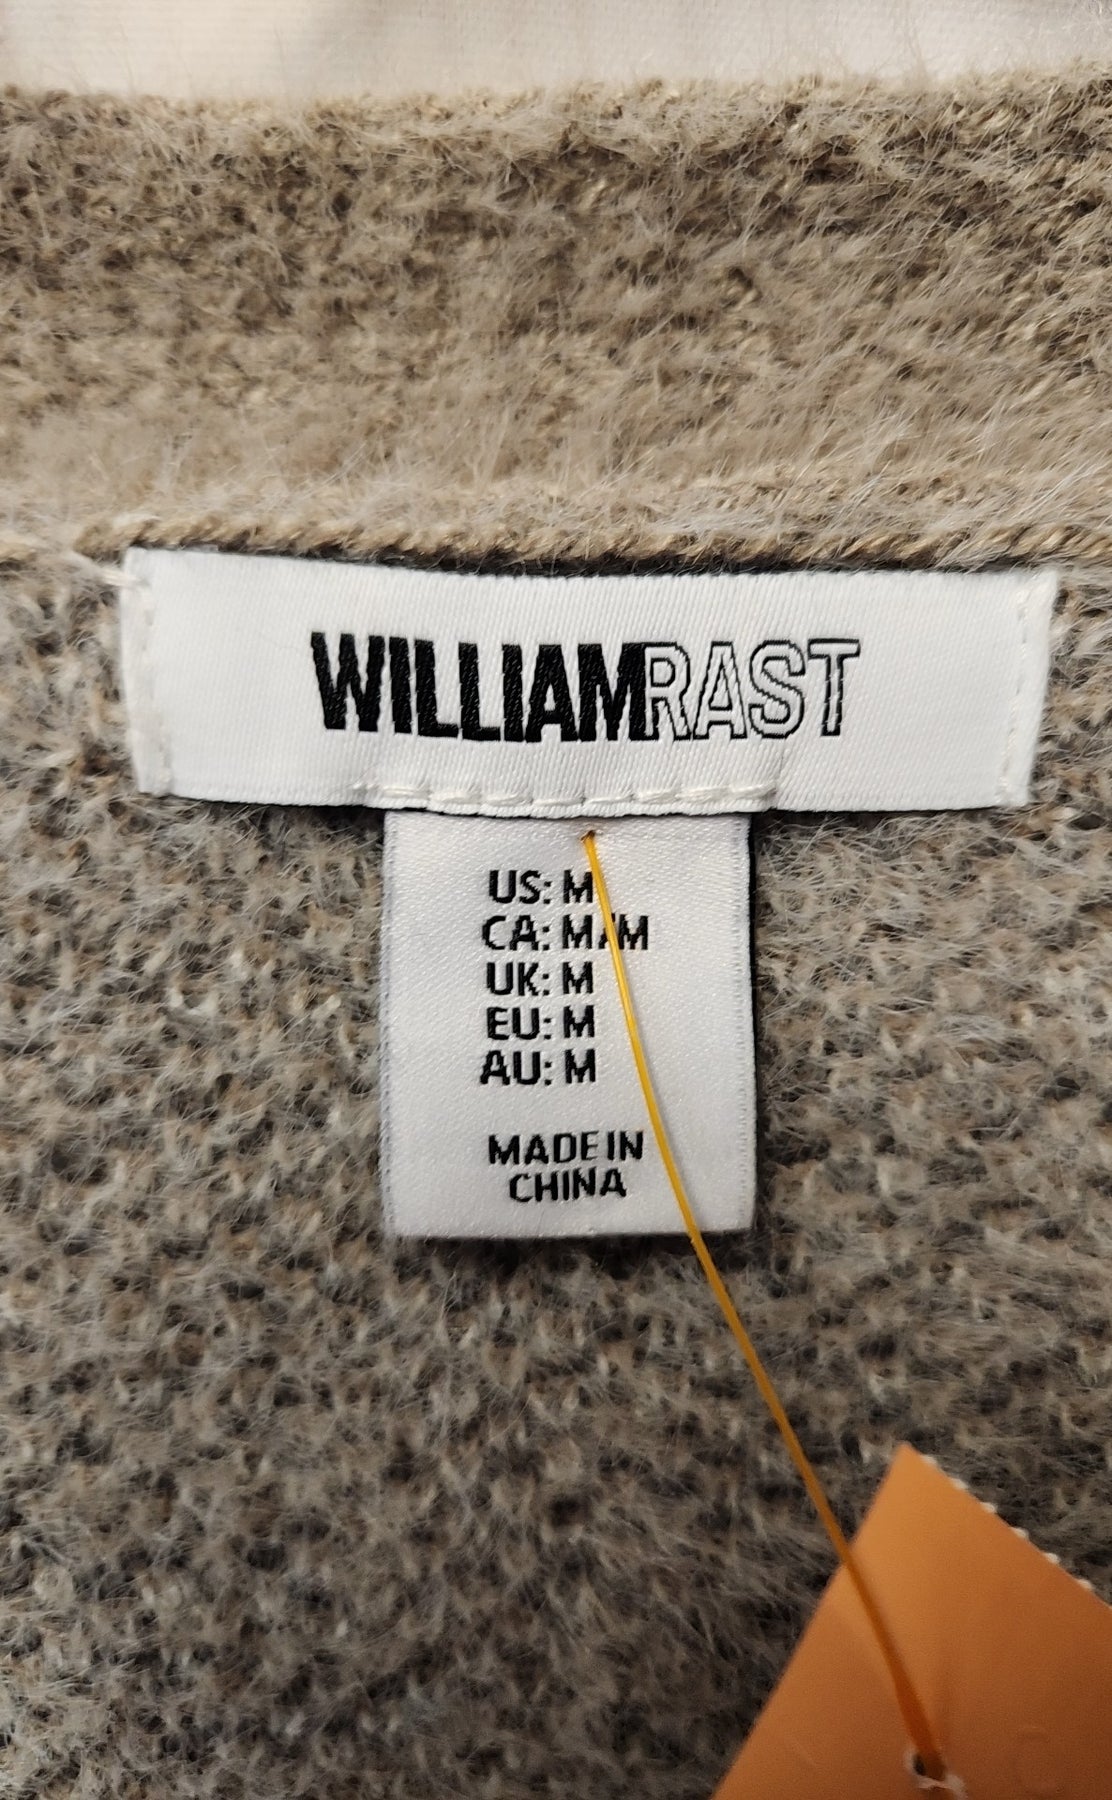 WILLIAMRAST
US: M
CA: M/M
UK: M
EU: M
AU: M
MADE IN
CHINA